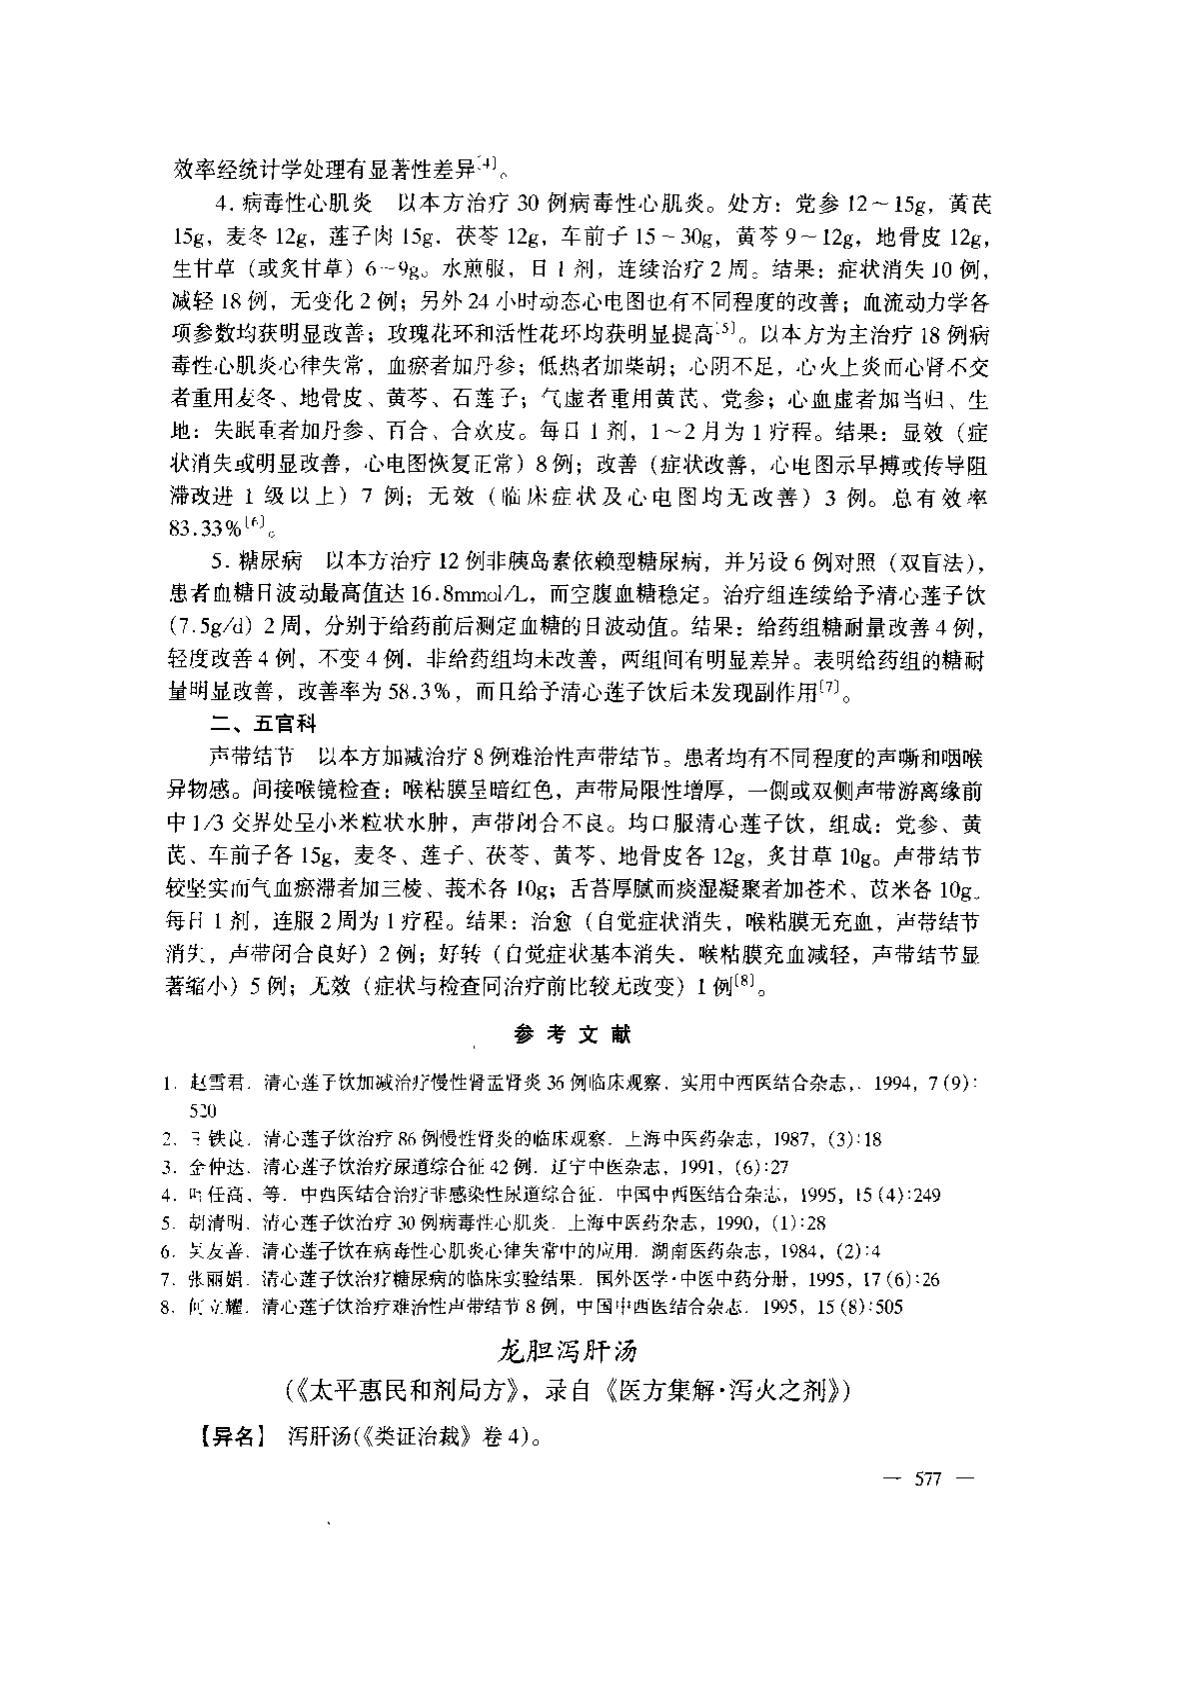 效率经统计学处理有显著性差异[4]。
4. 病毒性心肌炎 以本方治疗 30 例病毒性心肌炎。处方：党参 12～15g，黄芪
15g，麦冬 12g，莲子肉 15g．茯苓 12g，车前子 15～30g，黄芩 9～12g，地骨皮 12g，
生甘草（或炙甘草）6～9g。水煎服，日 1 剂，连续治疗 2 周。结果：症状消失 10 例，
减轻 18 例，无变化 2 例；另外 24 小时动态心电图也有不同程度的改善；血流动力学各
项参数均获明显改善；玫瑰花环和活性花环均获明显提高[5]。以本方为主治疗 18 例病
毒性心肌炎心律失常，血瘀者加丹参；低热者加柴胡；心阴不足，心火上炎而心肾不交
者重用麦冬、地骨皮、黄芩、石莲子；气虚者重用黄芪、党参；心血虚者加当归、生
地：失眠重者加丹参、百合、合欢皮。每日 1 剂，1～2 月为 1 疗程。结果：显效（症
状消失或明显改善，心电图恢复正常）8 例；改善（症状改善，心电图示早搏或传导阻
滞改进 1 级以上）7 例；无效（临床症状及心电图均无改善）3 例。总有效率
83.33%[6]。
5. 糖尿病 以本方治疗 12 例非胰岛素依赖型糖尿病，并另设 6 例对照（双盲法），
患者血糖日波动最高值达 16.8mmol/L，而空腹血糖稳定。治疗组连续给予清心莲子饮
(7.5g/d）2 周，分别于给药前后测定血糖的日波动值。结果：给药组糖耐量改善 4 例，
轻度改善 4 例，不变 4 例．非给药组均未改善，两组间有明显差异。表明给药组的糖耐
量明显改善，改善率为 58.3%，而且给予清心莲子饮后未发现副作用[7]。
二、五官科
声带结节 以本方加减治疗 8 例难治性声带结节。患者均有不同程度的声嘶和咽喉
异物感。间接喉镜检查：喉粘膜呈暗红色，声带局限性增厚，一侧或双侧声带游离缘前
中 1/3 交界处呈小米粒状水肿，声带闭合不良。均口服清心莲子饮，组成：党参、黄
芪、车前子各 15g，麦冬、莲子、茯苓、黄芩、地骨皮各 12g，炙甘草 10g。声带结节
较坚实而气血瘀滞者加三棱、莪术各 10g；舌苔厚腻而痰湿凝聚者加苍术、苡米各 10g。
每日 1 剂，连服 2 周为 1 疗程。结果：治愈（自觉症状消失，喉粘膜无充血，声带结节
消失，声带闭合良好）2 例；好转（自觉症状基本消失．喉粘膜充血减轻，声带结节显
著缩小）5 例；无效（症状与检查同治疗前比较无改变）1 例[8]。
参 考 文 献
1. 赵雪君．清心莲子饮加减治疗慢性肾盂肾炎 36 例临床观察．实用中西医结合杂志,. 1994, 7 (9)：
520
2. 王铁良．清心莲子饮治疗 86 例慢性肾炎的临床观察．上海中医药杂志，1987，(3):18
3. 金仲达．清心莲子饮治疗尿道综合征 42 例．辽宁中医杂志，1991，(6):27
4. 叶任高，等．中西医结合治疗非感染性尿道综合征．中国中西医结合杂志，1995，15 (4):249
5. 胡清明．清心莲子饮治疗 30 例病毒性心肌炎．上海中医药杂志，1990，(1):28
6. 吴友善．清心莲子饮在病毒性心肌炎心律失常中的应用．湖南医药杂志，1984，(2):4
7. 张丽娟．清心莲子饮治疗糖尿病的临床实验结果．国外医学·中医中药分册，1995，17 (6):26
8. 何立耀．清心莲子饮治疗难治性声带结节 8 例，中国中西医结合杂志．1995，15 (8):505
龙胆泻肝汤
(《太平惠民和剂局方》，录自《医方集解·泻火之剂》)
【异名】 泻肝汤(《类证治裁》卷 4)。
— 577 —